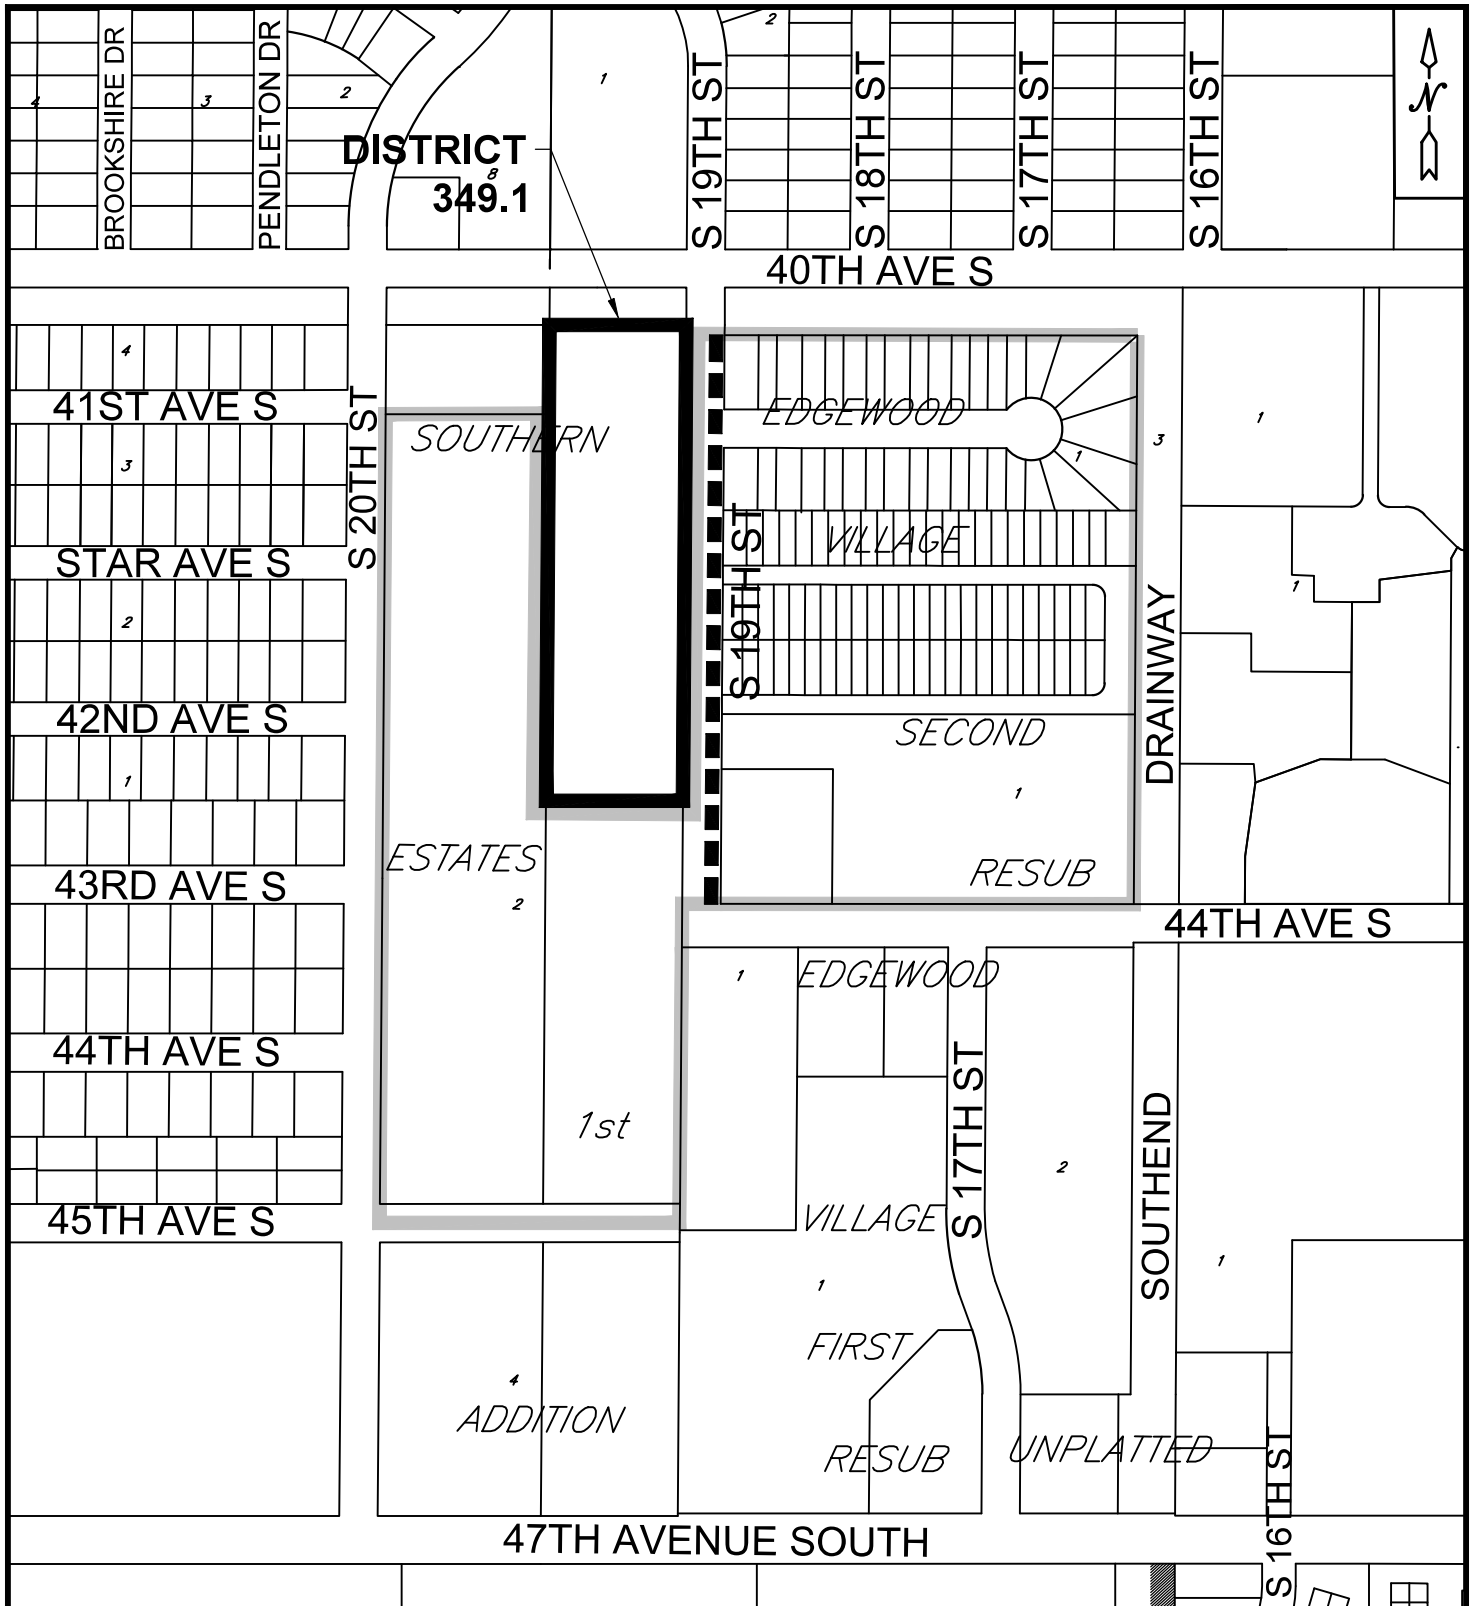 BROOKSHIRE DR
PENDLETON DR
S 19TH ST
S 18TH ST
S 17TH ST
S 16TH ST
N
2
1
4
3
2
DISTRICT
8
349.1
40TH AVE S
4
41ST AVE S
SOUTHERN
EDGEWOOD
1
3
3
1
S 20TH ST
S 19TH ST
VILLAGE
STAR AVE S
1
2
DRAINWAY
42ND AVE S
SECOND
1
1
ESTATES
RESUB
43RD AVE S
2
44TH AVE S
1
EDGEWOOD
44TH AVE S
1st
S 17TH ST
2
SOUTHEND
45TH AVE S
VILLAGE
1
1
FIRST
4
ADDITION
RESUB
UNPLATTED
S 16TH ST
47TH AVENUE SOUTH